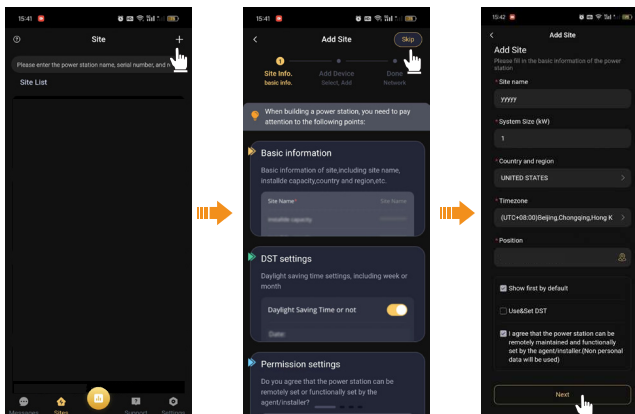 15:41
Site
+
Please enter the power station name, serial number, and
Site List
Messages
Sites
Support
Settings
15:41
Add Site
Skip
1
Site Info.
basic info.
Add Device
Select, Add
Done
Network
When building a power station, you need to pay
attention to the following points:
Basic information
Basic information of site,including site name,
installde capacity,country and region,etc.
Site Name*
Site Name
Installde capacity
DST settings
Daylight saving time settings, including week or
month
Daylight Saving Time or not
Date:
Permission settings
Do you agree that the power station can be
remotely set or functionally set by the
agent/installer?
15:42
Add Site
Add Site
Please fill in the basic information of the power
station
* Site name
yyyyy
* System Size (kW)
1
* Country and region
UNITED STATES
* Timezone
(UTC+08:00)Beijing,Chongqing,Hong K
* Position
Show first by default
Use&Set DST
I agree that the power station can be
remotely maintained and functionally
set by the agent/installer.(Non personal
data will be used)
Next